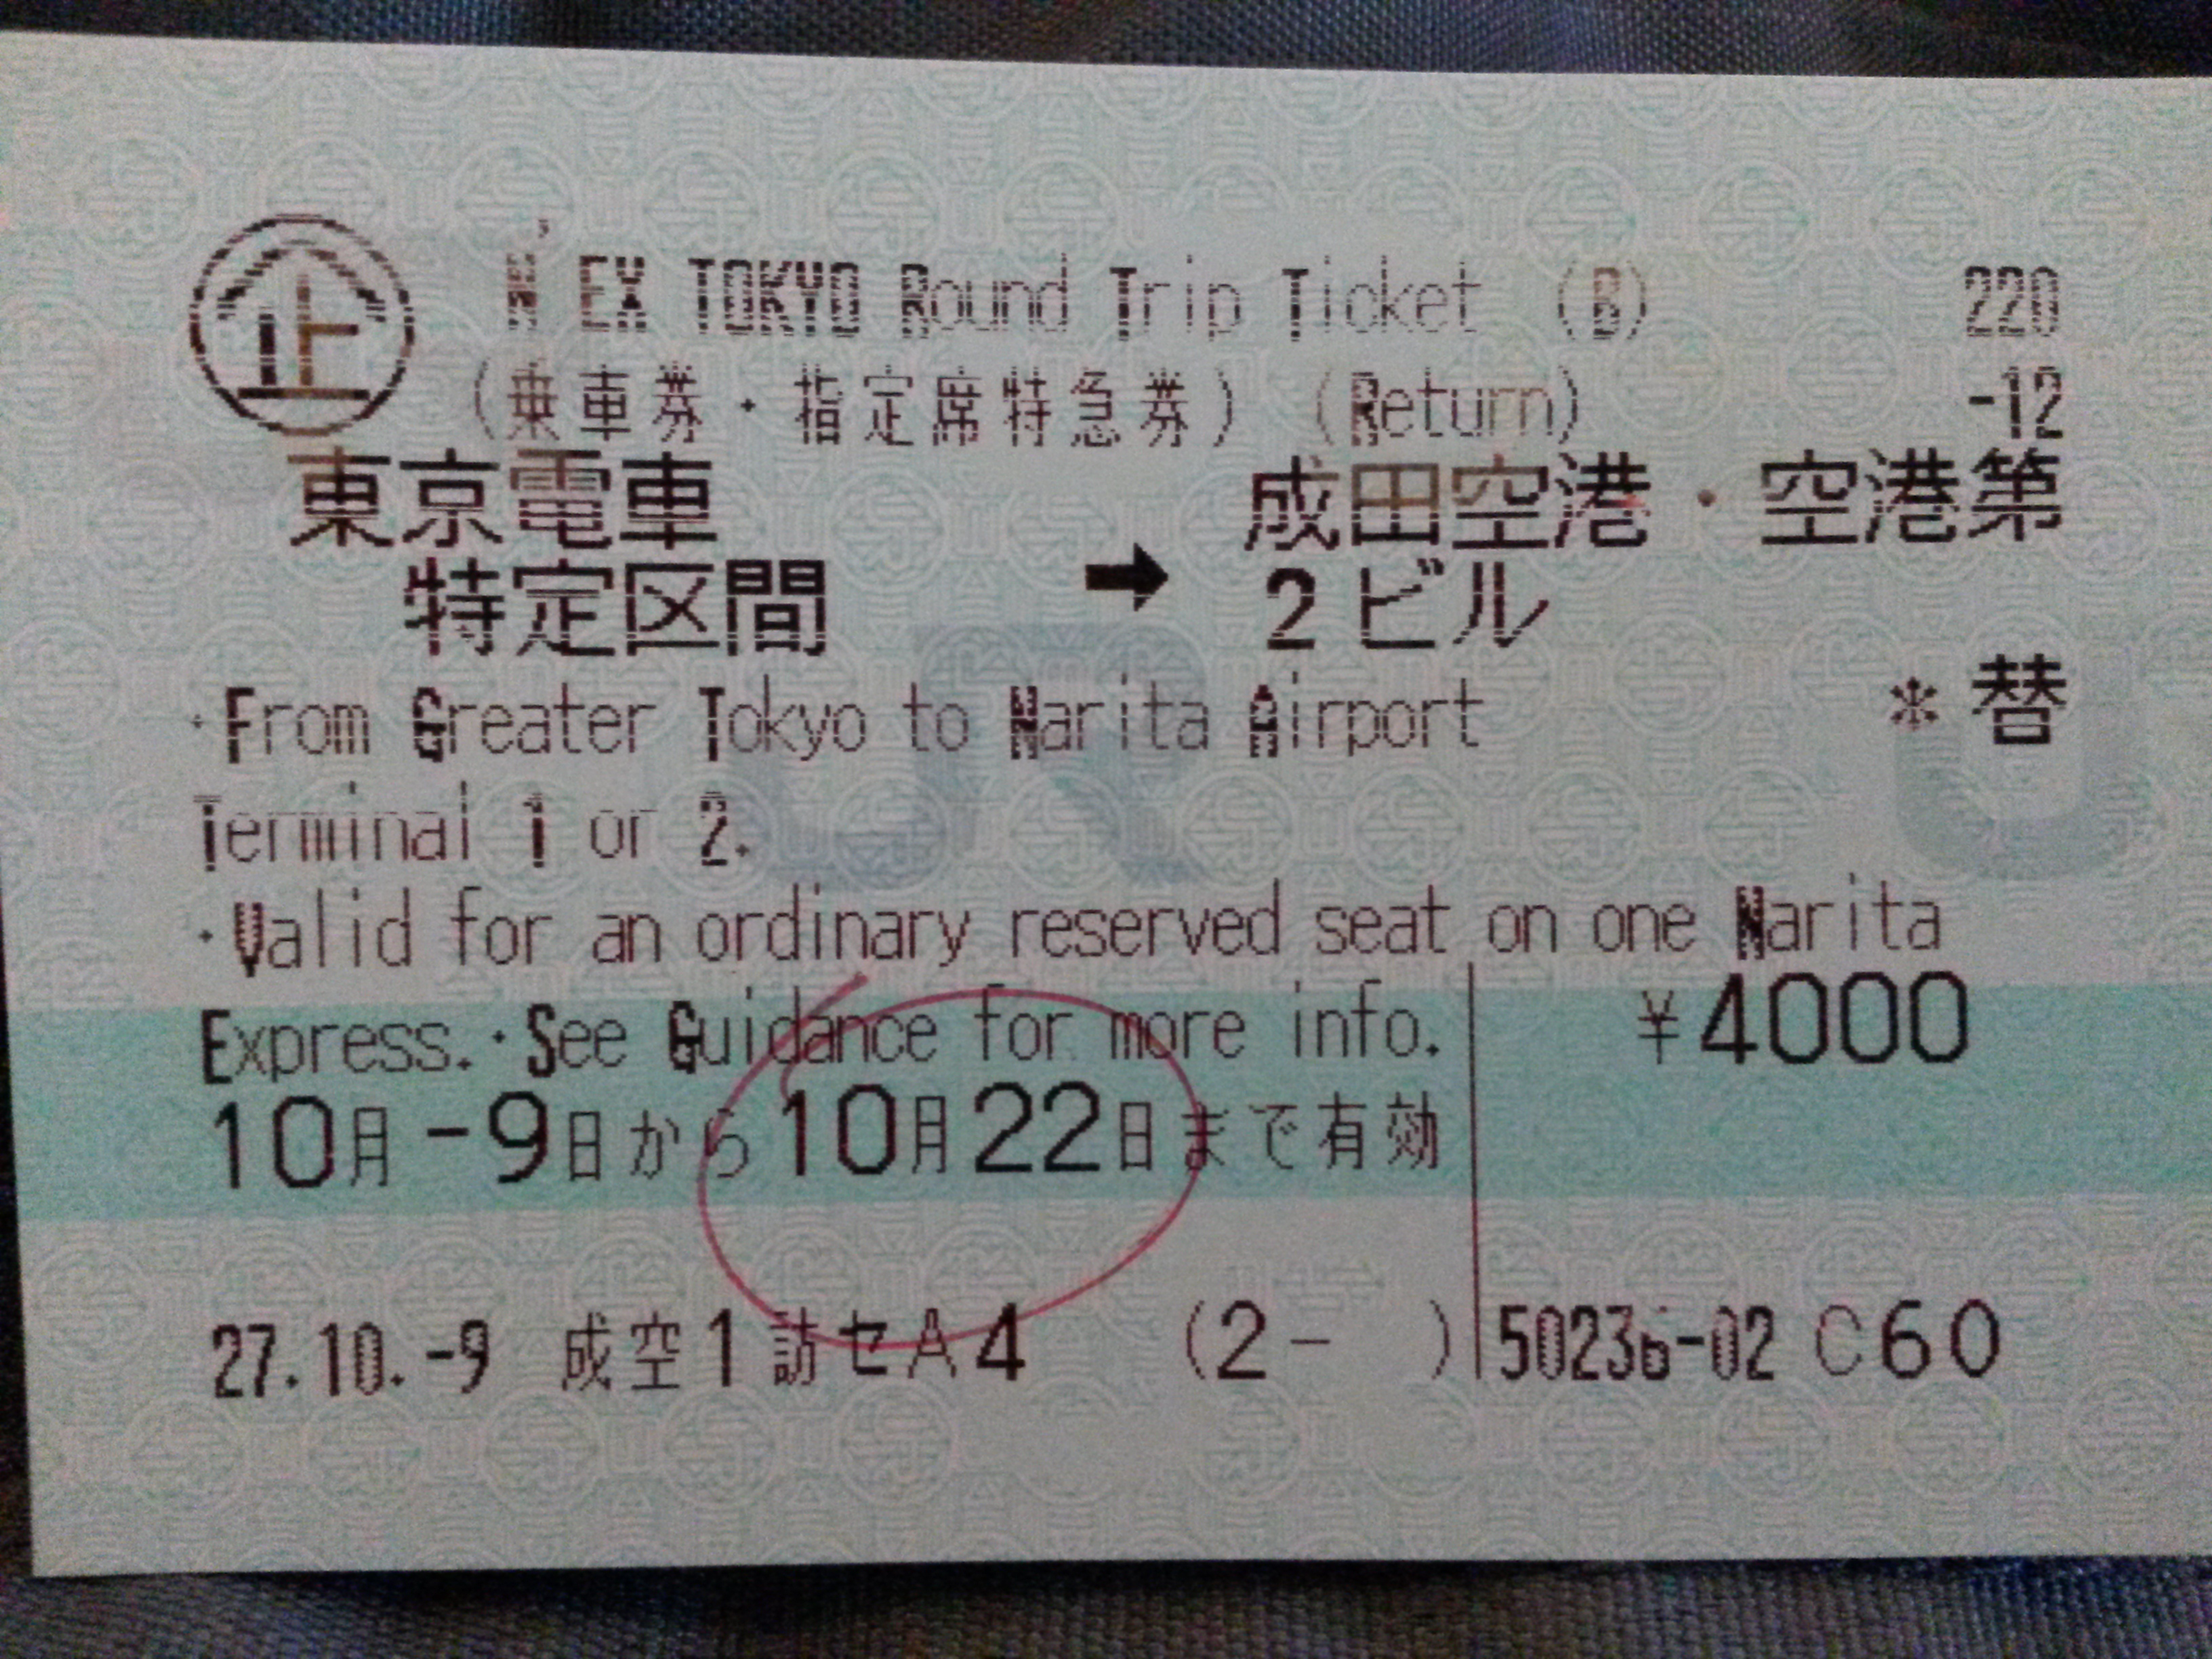 企 N'EX TOKYO Round Trip Ticket (B) 220
(乗車券・指定席特急券) (Return) -12
東京電車 成田空港・空港第
特定区間 ➡ 2ビル
・From Greater Tokyo to Narita Airport *替
Terminal 1 or 2.
・Valid for an ordinary reserved seat on one Narita
Express.・See Guidance for more info. ¥4000
10月-9日から10月22日まで有効
27.10.-9 成空1訪セA4 (2- ) 50236-02 C60